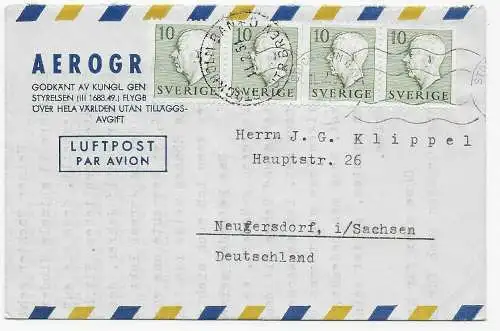 AEROGR
GODKÄNT AV KUNGL. GEN
STYRELSEN (III 1683.49.) FLYGB
ÖVER HELA VÄRLDEN UTAN TILLÄGGS-
AVGIFT
LUFTPOST
PAR AVION
10 10 10 10
SVERIGE SVERIGE SVERIGE SVERIGE
Herrn J. G. Klippel
Hauptstr. 26
Neugersdorf, i/Sachsen
Deutschland